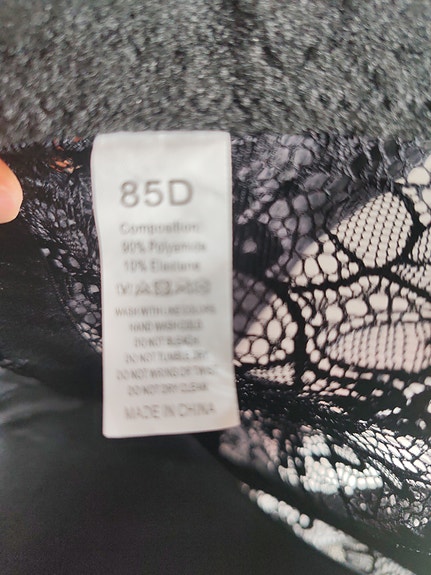 85D
Composition:
90% Polyamide
10% Elastane
WASH WITH LIKE COLORS
HAND WASH COLD
DO NOT BLEACH
DO NOT TUMBLE DRY
DO NOT WRING OR TWIST
DO NOT DRY CLEAN
MADE IN CHINA